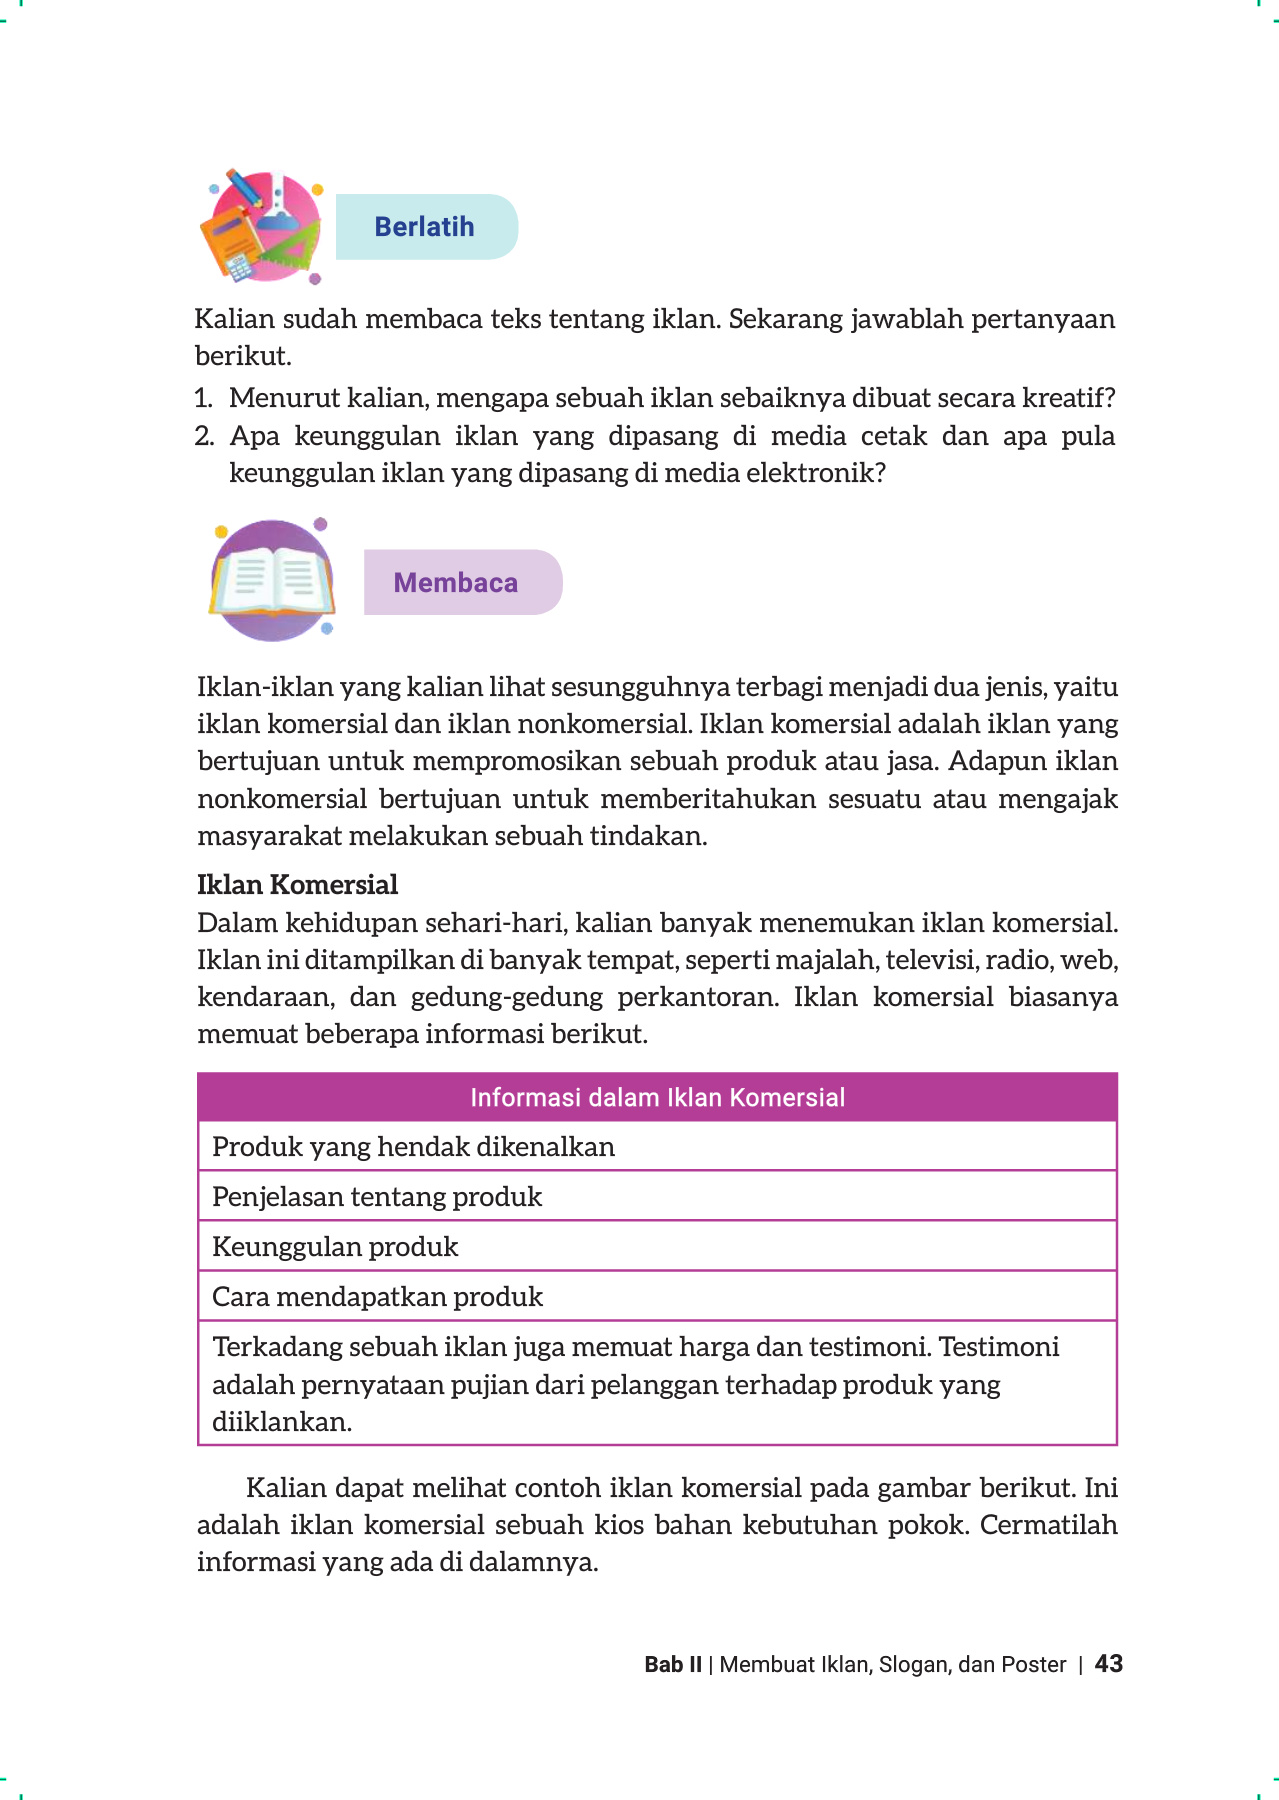 Berlatih
Kalian sudah membaca teks tentang iklan. Sekarang jawablah pertanyaan
berikut.
1. Menurut kalian, mengapa sebuah iklan sebaiknya dibuat secara kreatif?
2. Apa keunggulan iklan yang dipasang di media cetak dan apa pula
keunggulan iklan yang dipasang di media elektronik?
Membaca
Iklan-iklan yang kalian lihat sesungguhnya terbagi menjadi dua jenis, yaitu
iklan komersial dan iklan nonkomersial. Iklan komersial adalah iklan yang
bertujuan untuk mempromosikan sebuah produk atau jasa. Adapun iklan
nonkomersial bertujuan untuk memberitahukan sesuatu atau mengajak
masyarakat melakukan sebuah tindakan.
Iklan Komersial
Dalam kehidupan sehari-hari, kalian banyak menemukan iklan komersial.
Iklan ini ditampilkan di banyak tempat, seperti majalah, televisi, radio, web,
kendaraan, dan gedung-gedung perkantoran. Iklan komersial biasanya
memuat beberapa informasi berikut.
Informasi dalam Iklan Komersial
Produk yang hendak dikenalkan
Penjelasan tentang produk
Keunggulan produk
Cara mendapatkan produk
Terkadang sebuah iklan juga memuat harga dan testimoni. Testimoni
adalah pernyataan pujian dari pelanggan terhadap produk yang
diiklankan.
Kalian dapat melihat contoh iklan komersial pada gambar berikut. Ini
adalah iklan komersial sebuah kios bahan kebutuhan pokok. Cermatilah
informasi yang ada di dalamnya.
Bab II | Membuat Iklan, Slogan, dan Poster | 43